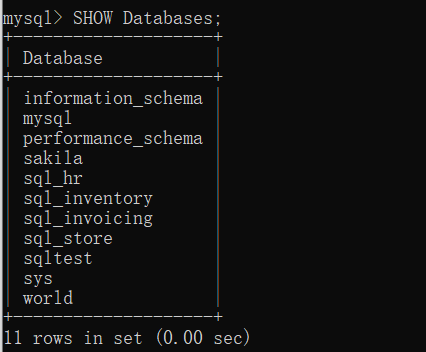 mysql> SHOW Databases;
+--------------------+
| Database           |
+--------------------+
| information_schema |
| mysql              |
| performance_schema |
| sakila             |
| sql_hr             |
| sql_inventory      |
| sql_invoicing      |
| sql_store          |
| sqltest            |
| sys                |
| world              |
+--------------------+
11 rows in set (0.00 sec)